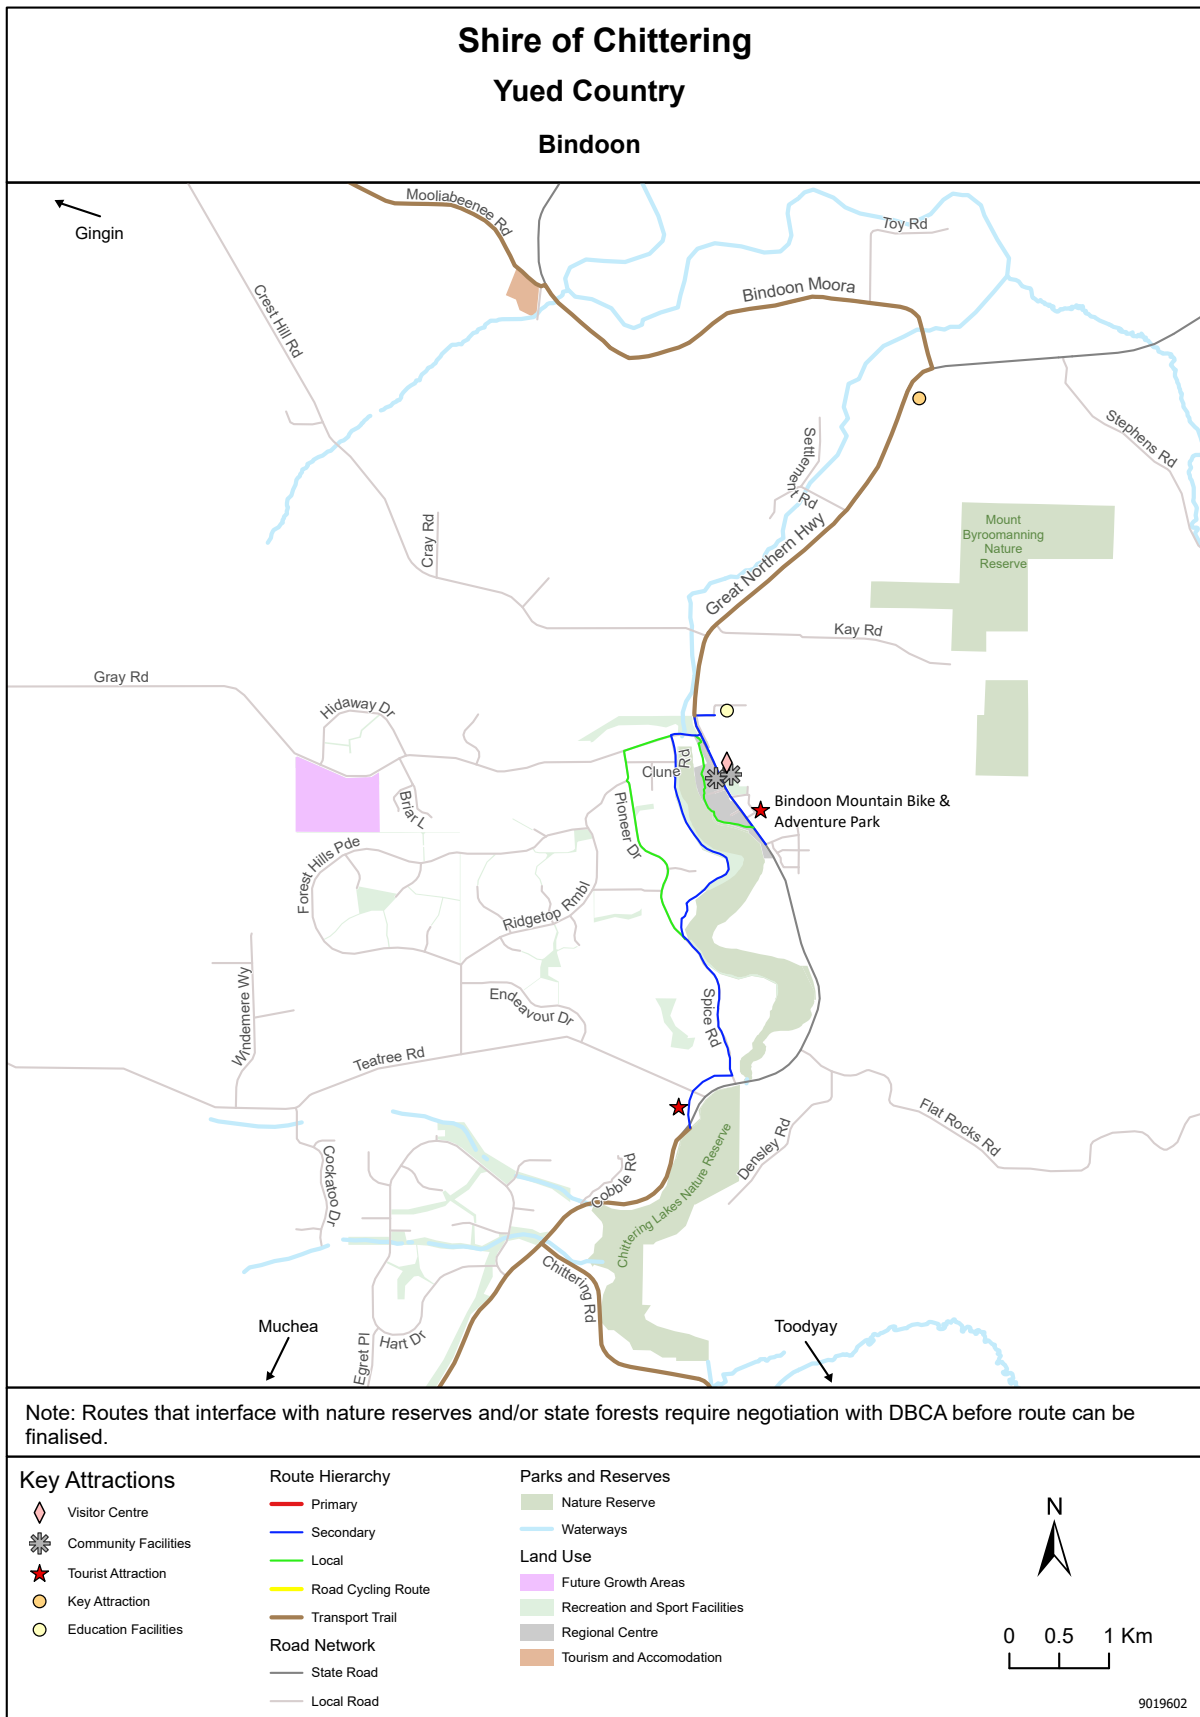 Shire of Chittering
Yued Country
Bindoon
Gingin
Mooliabeenee Rd
Toy Rd
Bindoon Moora
Crest Hill Rd
Stephens Rd
Settlement Rd
Cray Rd
Great Northern Hwy
Mount
Byroomanning
Nature
Reserve
Kay Rd
Gray Rd
Hidaway Dr
Clune Rd
Briar L
Pioneer Dr
Bindoon Mountain Bike &
Adventure Park
Forest Hills Pde
Ridgetop Rmbl
Windemere Wy
Endeavour Dr
Spice Rd
Teatree Rd
Flat Rocks Rd
Densley Rd
Cockatoo Dr
Cobble Rd
Chittering Lakes Nature Reserve
Chittering Rd
Muchea
Toodyay
Egret Pl
Hart Dr
Note: Routes that interface with nature reserves and/or state forests require negotiation with DBCA before route can be
finalised.
Key Attractions
Visitor Centre
Community Facilities
Tourist Attraction
Key Attraction
Education Facilities
Route Hierarchy
Primary
Secondary
Local
Road Cycling Route
Transport Trail
Road Network
State Road
Local Road
Parks and Reserves
Nature Reserve
Waterways
Land Use
Future Growth Areas
Recreation and Sport Facilities
Regional Centre
Tourism and Accomodation
N
0 0.5 1 Km
9019602